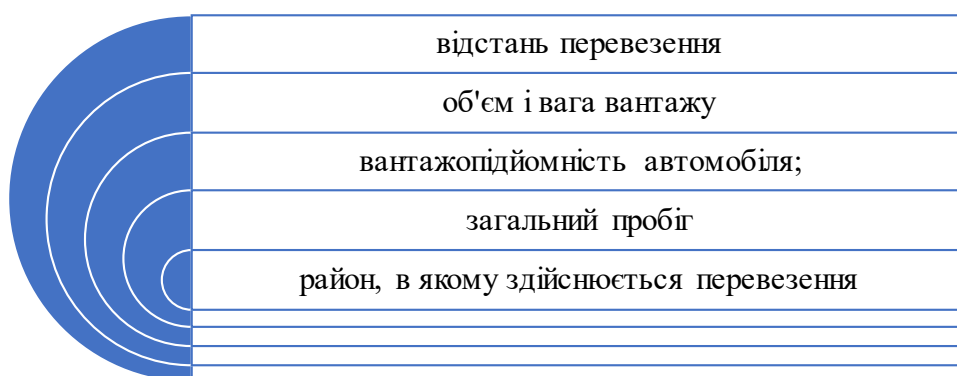 відстань перевезення
об'єм і вага вантажу
вантажопідйомність автомобіля;
загальний пробіг
район, в якому здійснюється перевезення